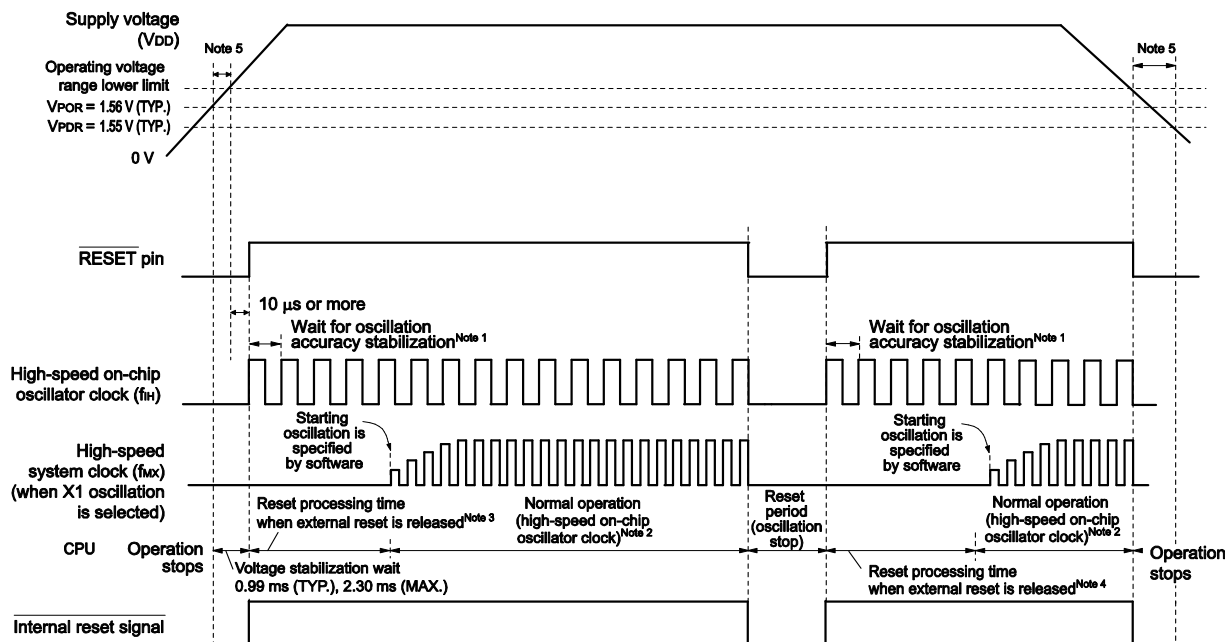 Supply voltage
(VDD)
Note 5
Note 5
Operating voltage
range lower limit
VPOR = 1.56 V (TYP.)
VPDR = 1.55 V (TYP.)
0 V
RESET pin
10 μs or more
Wait for oscillation
accuracy stabilization Note 1
Wait for oscillation
accuracy stabilization Note 1
High-speed on-chip
oscillator clock (fIH)
Starting
oscillation is
specified
by software
Starting
oscillation is
specified
by software
High-speed
system clock (fMX)
(when X1 oscillation
is selected)
Reset processing time
when external reset is released Note 3
Normal operation
(high-speed on-chip
oscillator clock) Note 2
Reset
period
(oscillation
stop)
Normal operation
(high-speed on-chip
oscillator clock) Note 2
CPU
Operation
stops
Voltage stabilization wait
0.99 ms (TYP.), 2.30 ms (MAX.)
Reset processing time
when external reset is released Note 4
Operation
stops
Internal reset signal